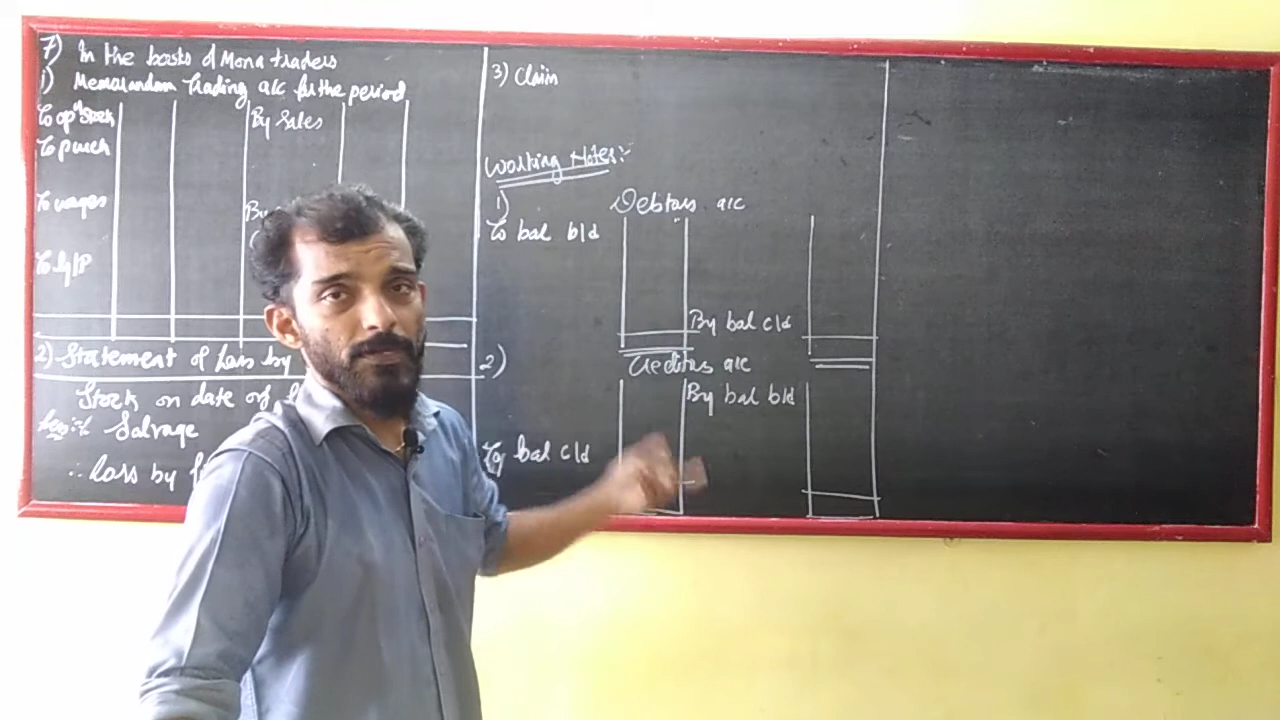 7) In the books of Mona traders
1) Memorandam Trading a/c for the period
To op. Stock
By Sales
To purch
To wages
By
To G/P
2) Statement of Loss by
Stock on date of
Less:- Salvage
∴ Loss by
3) Claim
Working Notes:-
1) Debtors a/c
To bal b/d
By bal c/d
2) Creditors a/c
By bal b/d
To bal c/d